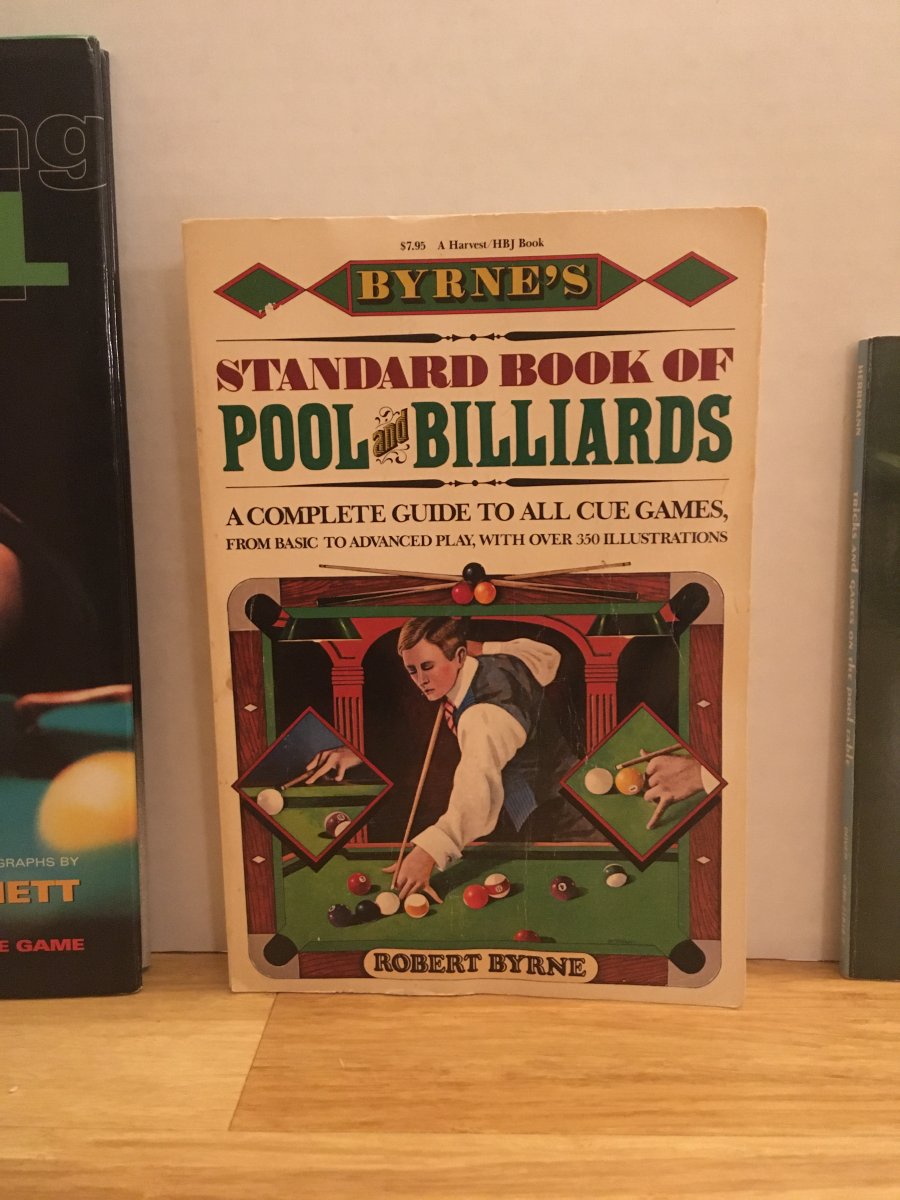 ng
GRAPHS BY
NETT
E GAME
$7.95 A Harvest/HBJ Book
BYRNE'S
STANDARD BOOK OF
POOL and BILLIARDS
A COMPLETE GUIDE TO ALL CUE GAMES,
FROM BASIC TO ADVANCED PLAY, WITH OVER 350 ILLUSTRATIONS
ROBERT BYRNE
HERRMANN
TRICKS AND GAMES ON THE POOL TABLE